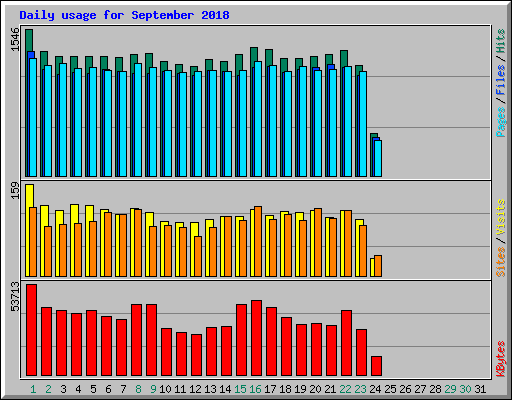 Daily usage for September 2018
1546
Pages / Files / Hits
159
Sites / Visits
53713
KBytes
1 2 3 4 5 6 7 8 9 10 11 12 13 14 15 16 17 18 19 20 21 22 23 24 25 26 27 28 29 30 31